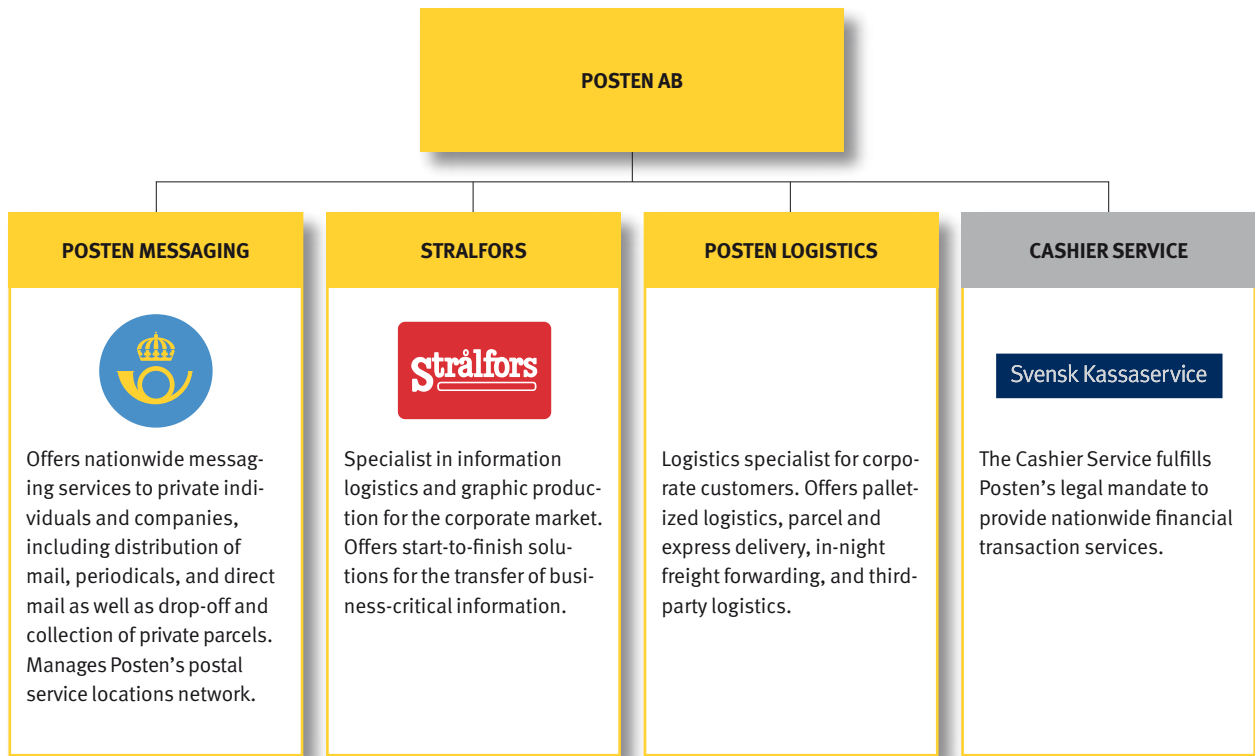 POSTEN AB
POSTEN MESSAGING
Offers nationwide messag-
ing services to private indi-
viduals and companies,
including distribution of
mail, periodicals, and direct
mail as well as drop-off and
collection of private parcels.
Manages Posten’s postal
service locations network.
STRALFORS
Strålfors
Specialist in information
logistics and graphic produc-
tion for the corporate market.
Offers start-to-finish solu-
tions for the transfer of busi-
ness-critical information.
POSTEN LOGISTICS
Logistics specialist for corpo-
rate customers. Offers pallet-
ized logistics, parcel and
express delivery, in-night
freight forwarding, and third-
party logistics.
CASHIER SERVICE
Svensk Kassaservice
The Cashier Service fulfills
Posten’s legal mandate to
provide nationwide financial
transaction services.